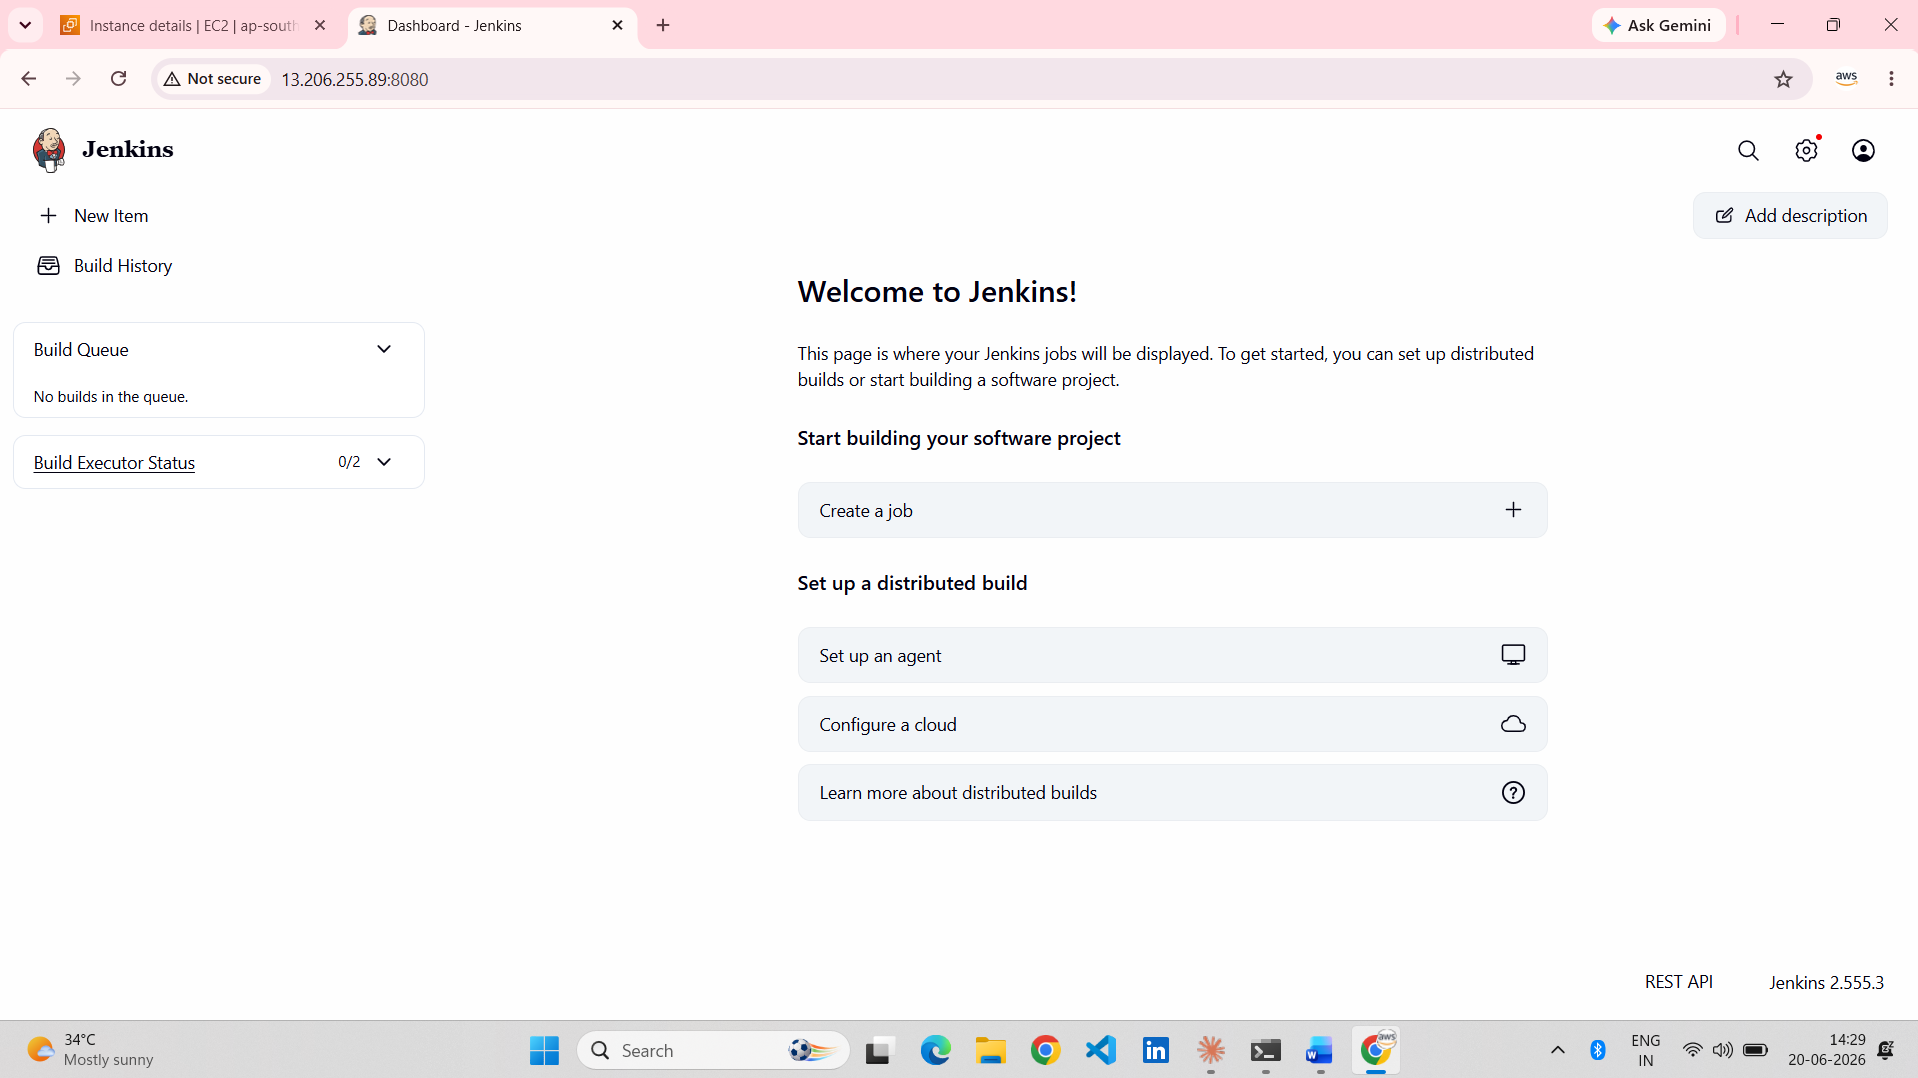 Instance details | EC2 | ap-south
Dashboard - Jenkins
Ask Gemini
Not secure
13.206.255.89:8080
aws
Jenkins
New Item
Add description
Build History
Welcome to Jenkins!
Build Queue
This page is where your Jenkins jobs will be displayed. To get started, you can set up distributed
builds or start building a software project.
No builds in the queue.
Start building your software project
Build Executor Status 0/2
Create a job
Set up a distributed build
Set up an agent
Configure a cloud
Learn more about distributed builds
REST API
Jenkins 2.555.3
34°C
Mostly sunny
Search
ENG
IN
14:29
20-06-2026